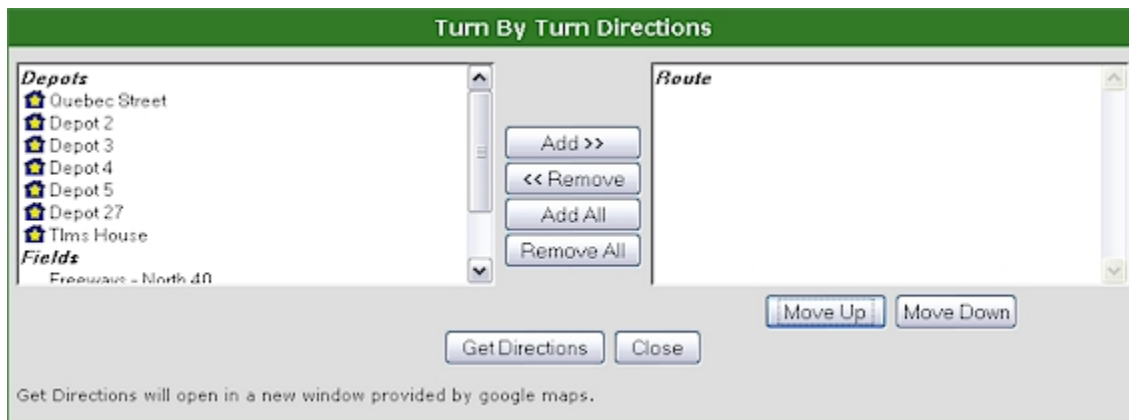 Turn By Turn Directions
Depots
Quebec Street
Depot 2
Depot 3
Depot 4
Depot 5
Depot 27
TIms House
Fields
Freeways - North 40
Add >>
<< Remove
Add All
Remove All
Route
Move Up
Move Down
Get Directions
Close
Get Directions will open in a new window provided by google maps.